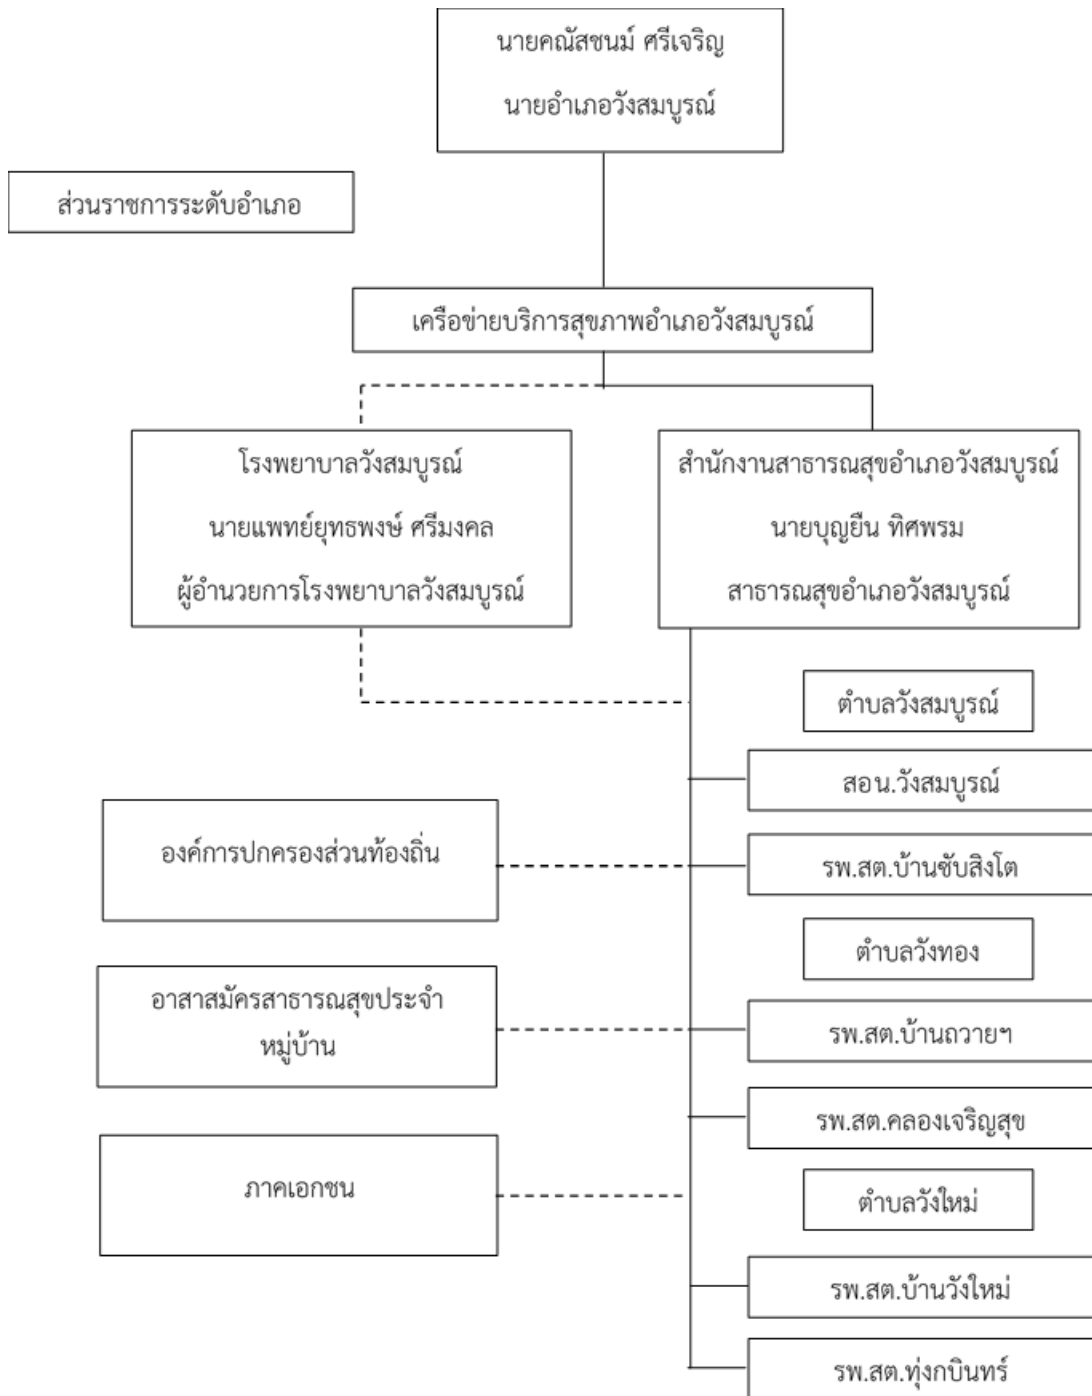 นายคณัสชนม์ ศรีเจริญ
นายอำเภอวังสมบูรณ์
ส่วนราชการระดับอำเภอ
เครือข่ายบริการสุขภาพอำเภอวังสมบูรณ์
โรงพยาบาลวังสมบูรณ์
นายแพทย์ยุทธพงษ์ ศรีมงคล
ผู้อำนวยการโรงพยาบาลวังสมบูรณ์
สำนักงานสาธารณสุขอำเภอวังสมบูรณ์
นายบุญยืน ทิศพรม
สาธารณสุขอำเภอวังสมบูรณ์
ตำบลวังสมบูรณ์
สอน.วังสมบูรณ์
องค์การปกครองส่วนท้องถิ่น
รพ.สต.บ้านซับสิงโต
ตำบลวังทอง
อาสาสมัครสาธารณสุขประจำ
หมู่บ้าน
รพ.สต.บ้านถวายฯ
รพ.สต.คลองเจริญสุข
ภาคเอกชน
ตำบลวังใหม่
รพ.สต.บ้านวังใหม่
รพ.สต.ทุ่งกบินทร์